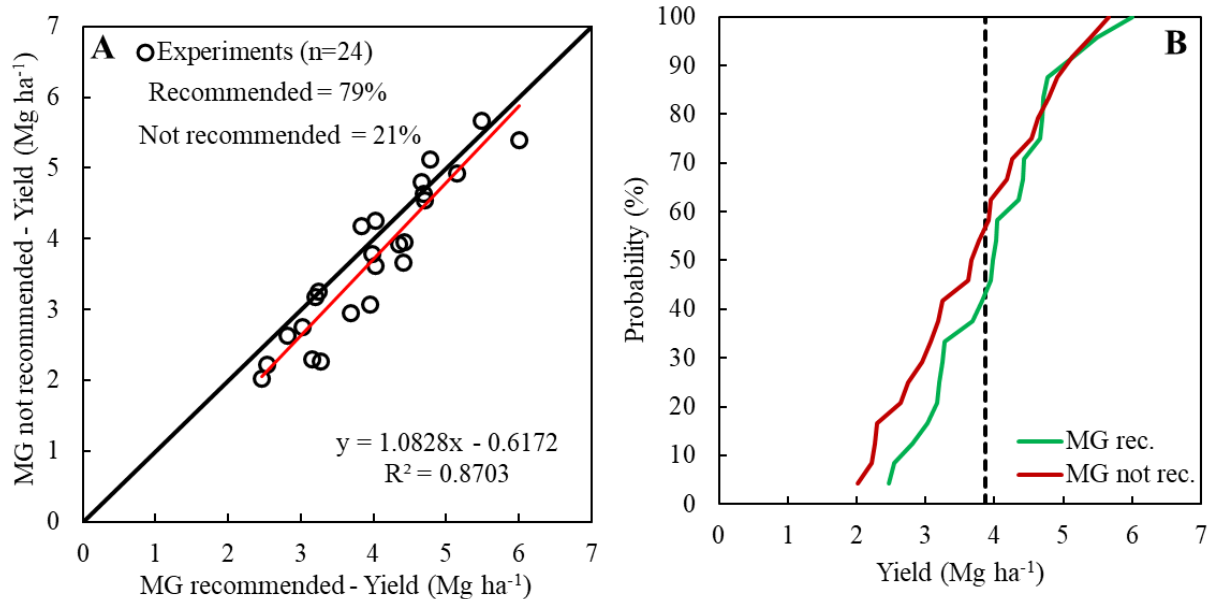 A
Experiments (n=24)
Recommended = 79%
Not recommended = 21%
y = 1.0828x - 0.6172
R² = 0.8703
MG not recommended - Yield (Mg ha⁻¹)
7
6
5
4
3
2
1
0
0 1 2 3 4 5 6 7
MG recommended - Yield (Mg ha⁻¹)
B
Probability (%)
100
90
80
70
60
50
40
30
20
10
0
MG rec.
MG not rec.
0 1 2 3 4 5 6 7
Yield (Mg ha⁻¹)